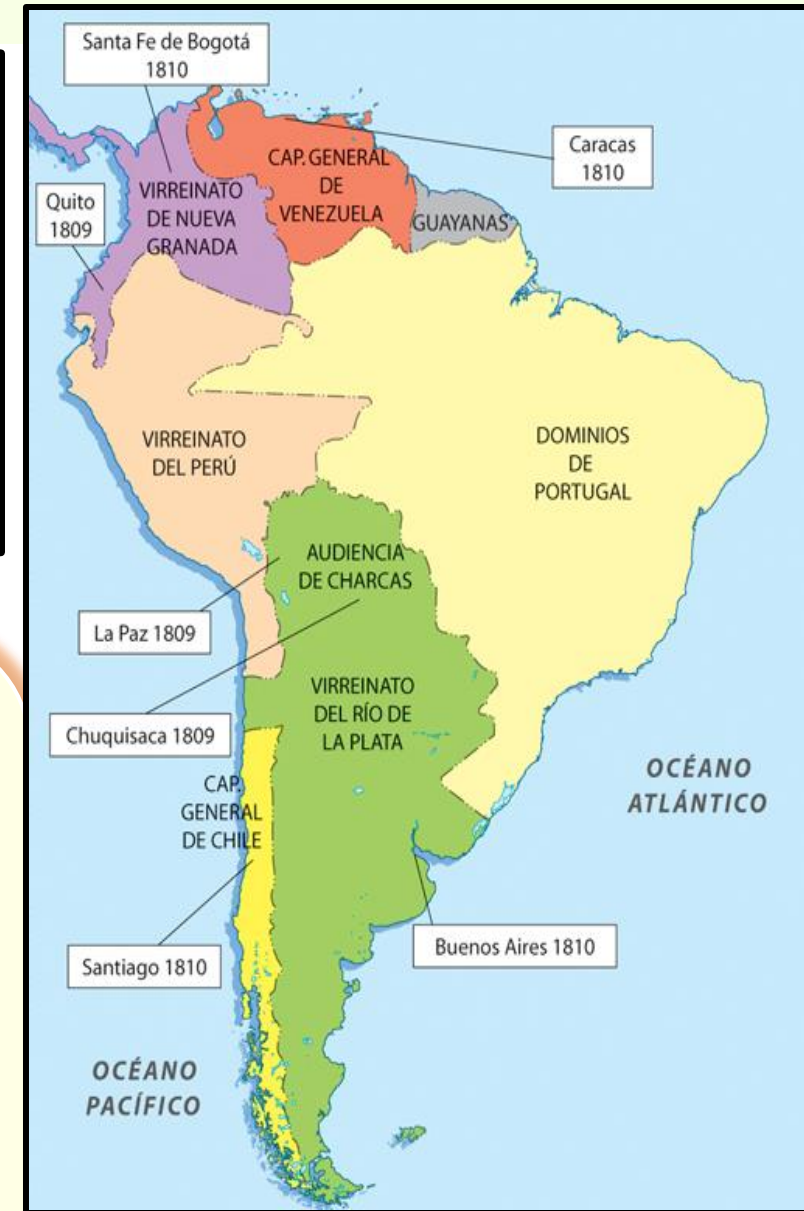 Santa Fe de Bogotá
1810
Caracas
1810
CAP. GENERAL
DE
VENEZUELA
VIRREINATO
DE NUEVA
GRANADA
Quito
1809
GUAYANAS
VIRREINATO
DEL PERÚ
DOMINIOS
DE
PORTUGAL
AUDIENCIA
DE CHARCAS
La Paz 1809
VIRREINATO
DEL RÍO DE
LA PLATA
Chuquisaca 1809
CAP.
GENERAL
DE CHILE
OCÉANO
ATLÁNTICO
Buenos Aires 1810
Santiago 1810
OCÉANO
PACÍFICO